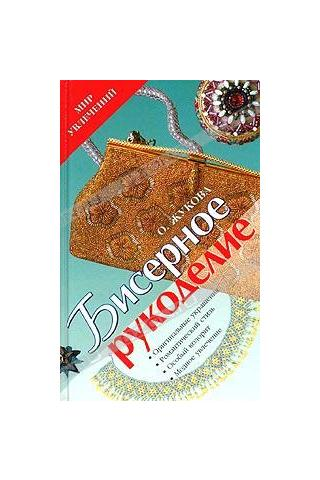 МИР
УВЛЕЧЕНИЙ
О. ЖУКОВА
Бисерное
рукоделие
• Оригинальные украшения
• Романтический стиль
• Особый колорит
• Модное увлечение